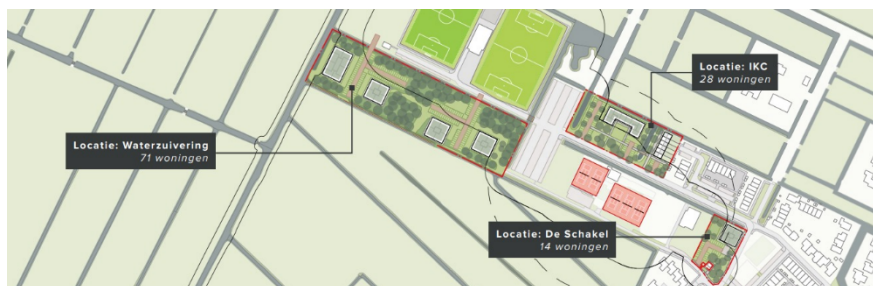 Locatie: IKC
28 woningen
Locatie: Waterzuivering
71 woningen
Locatie: De Schakel
14 woningen